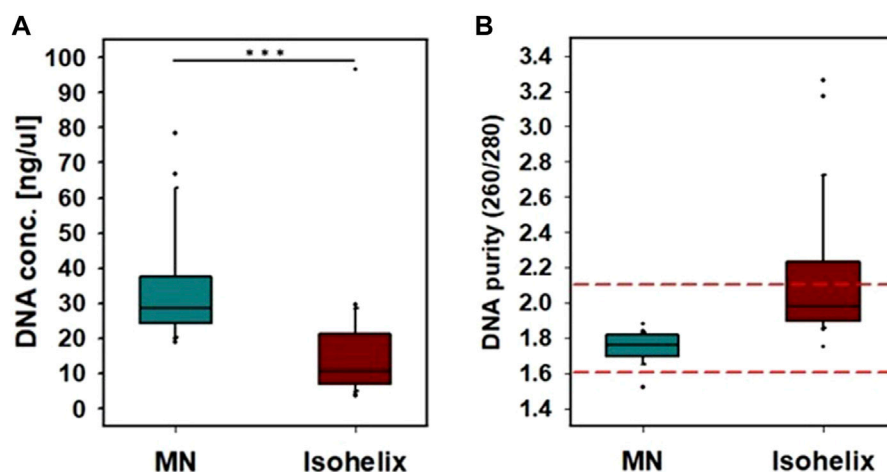 A
B
DNA conc. [ng/ul]
100
90
80
70
60
50
40
30
20
10
0
***
MN
Isohelix
DNA purity (260/280)
3.4
3.2
3.0
2.8
2.6
2.4
2.2
2.0
1.8
1.6
1.4
MN
Isohelix